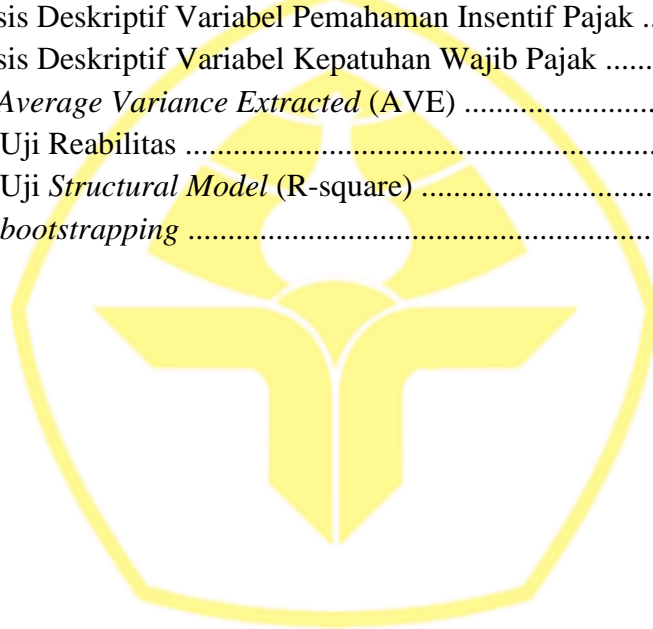 sis Deskriptif Variabel Pemahaman Insentif Pajak ..
sis Deskriptif Variabel Kepatuhan Wajib Pajak .......
Average Variance Extracted (AVE) ............................
Uji Reabilitas .......................................................................
Uji Structural Model (R-square) ...................................
bootstrapping ......................................................................